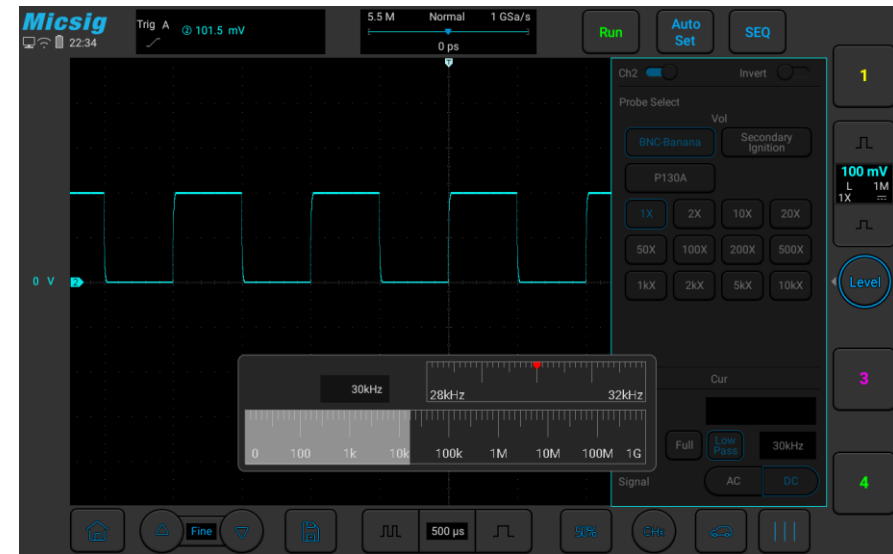 Micsig
22:34
Trig A
② 101.5 mV
5.5 M Normal 1 GSa/s
0 ps
T
Run
Auto
Set
SEQ
Ch2
Invert
Probe Select
Vol
BNC-Banana
Secondary
Ignition
P130A
1X 2X 10X 20X
50X 100X 200X 500X
1kX 2kX 5kX 10kX
Cur
Full
Low
Pass
30kHz
Signal
AC DC
1
100 mV
L 1M
1X
Level
3
4
0 V
2
30kHz
28kHz 32kHz
0 100 1k 10k 100k 1M 10M 100M 1G
Fine
500 µs
50%